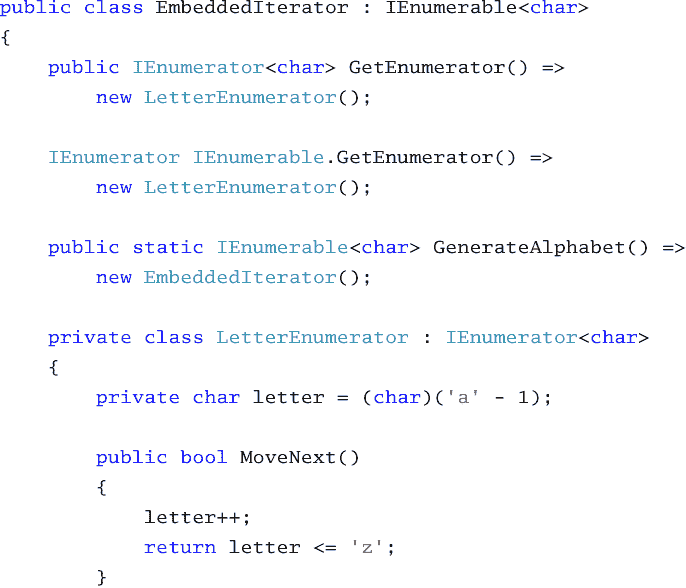 public class EmbeddedIterator : IEnumerable<char>
{
    public IEnumerator<char> GetEnumerator() =>
        new LetterEnumerator();

    IEnumerator IEnumerable.GetEnumerator() =>
        new LetterEnumerator();

    public static IEnumerable<char> GenerateAlphabet() =>
        new EmbeddedIterator();

    private class LetterEnumerator : IEnumerator<char>
    {
        private char letter = (char)('a' - 1);

        public bool MoveNext()
        {
            letter++;
            return letter <= 'z';
        }